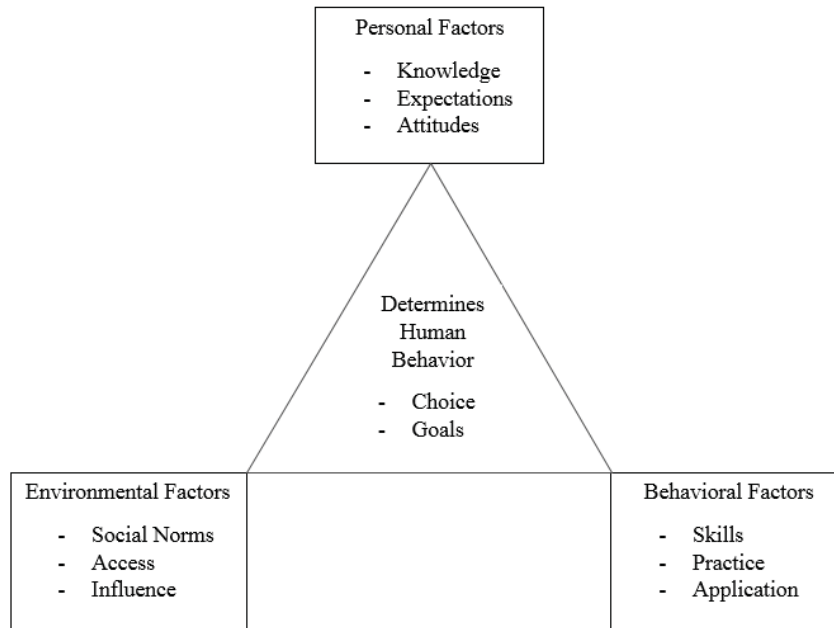 Personal Factors
- Knowledge
- Expectations
- Attitudes
Determines
Human
Behavior
- Choice
- Goals
Environmental Factors
- Social Norms
- Access
- Influence
Behavioral Factors
- Skills
- Practice
- Application